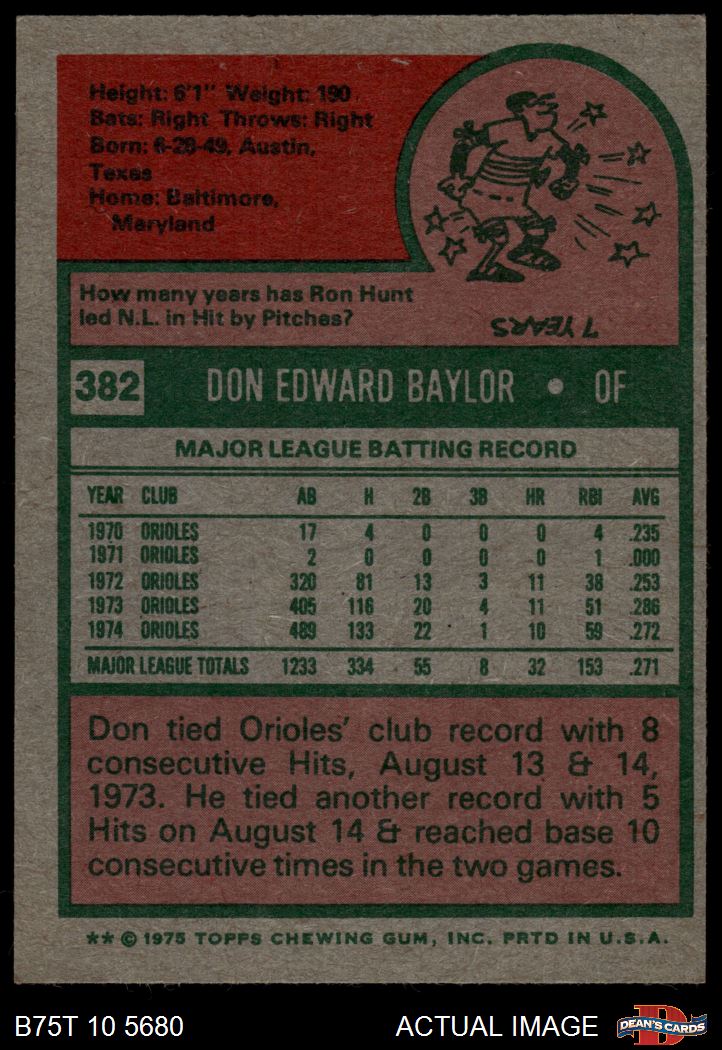 Height: 6'1" Weight: 190
Bats: Right Throws: Right
Born: 6-28-49, Austin,
Texas
Home: Baltimore,
Maryland
How many years has Ron Hunt
led N.L. in Hit by Pitches?
7 YEARS
382 DON EDWARD BAYLOR • OF
MAJOR LEAGUE BATTING RECORD
YEAR CLUB AB H 2B 3B HR RBI AVG
1970 ORIOLES 17 4 0 0 0 4 .235
1971 ORIOLES 2 0 0 0 0 1 .000
1972 ORIOLES 320 81 13 3 11 38 .253
1973 ORIOLES 405 116 20 4 11 51 .286
1974 ORIOLES 489 133 22 1 10 59 .272
MAJOR LEAGUE TOTALS 1233 334 55 8 32 153 .271
Don tied Orioles' club record with 8
consecutive Hits, August 13 & 14,
1973. He tied another record with 5
Hits on August 14 & reached base 10
consecutive times in the two games.
** © 1975 TOPPS CHEWING GUM, INC. PRTD IN U.S.A.
B75T 10 5680 ACTUAL IMAGE
D
DEAN'S CARDS